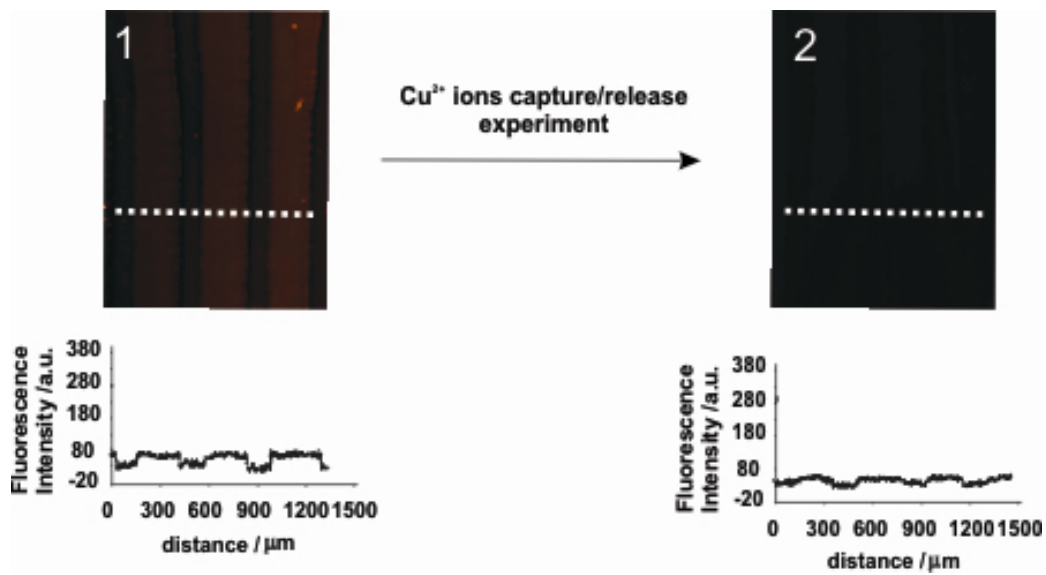 1
2
Cu²⁺ ions capture/release
experiment
Fluorescence
Intensity /a.u.
380
280
180
80
-20
0 300 600 900 1200 1500
distance / µm
Fluorescence
Intensity /a.u.
380
280
180
80
-20
0 300 600 900 1200 1500
distance / µm